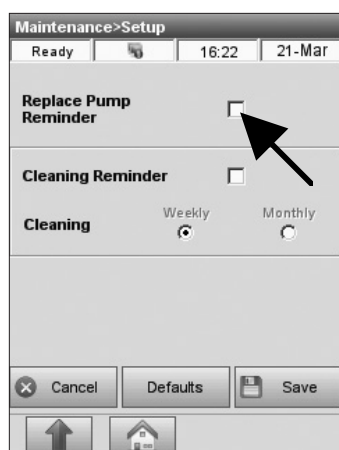 Maintenance>Setup
Ready 16:22 21-Mar
Replace Pump
Reminder
Cleaning Reminder
Weekly Monthly
Cleaning
Cancel Defaults Save